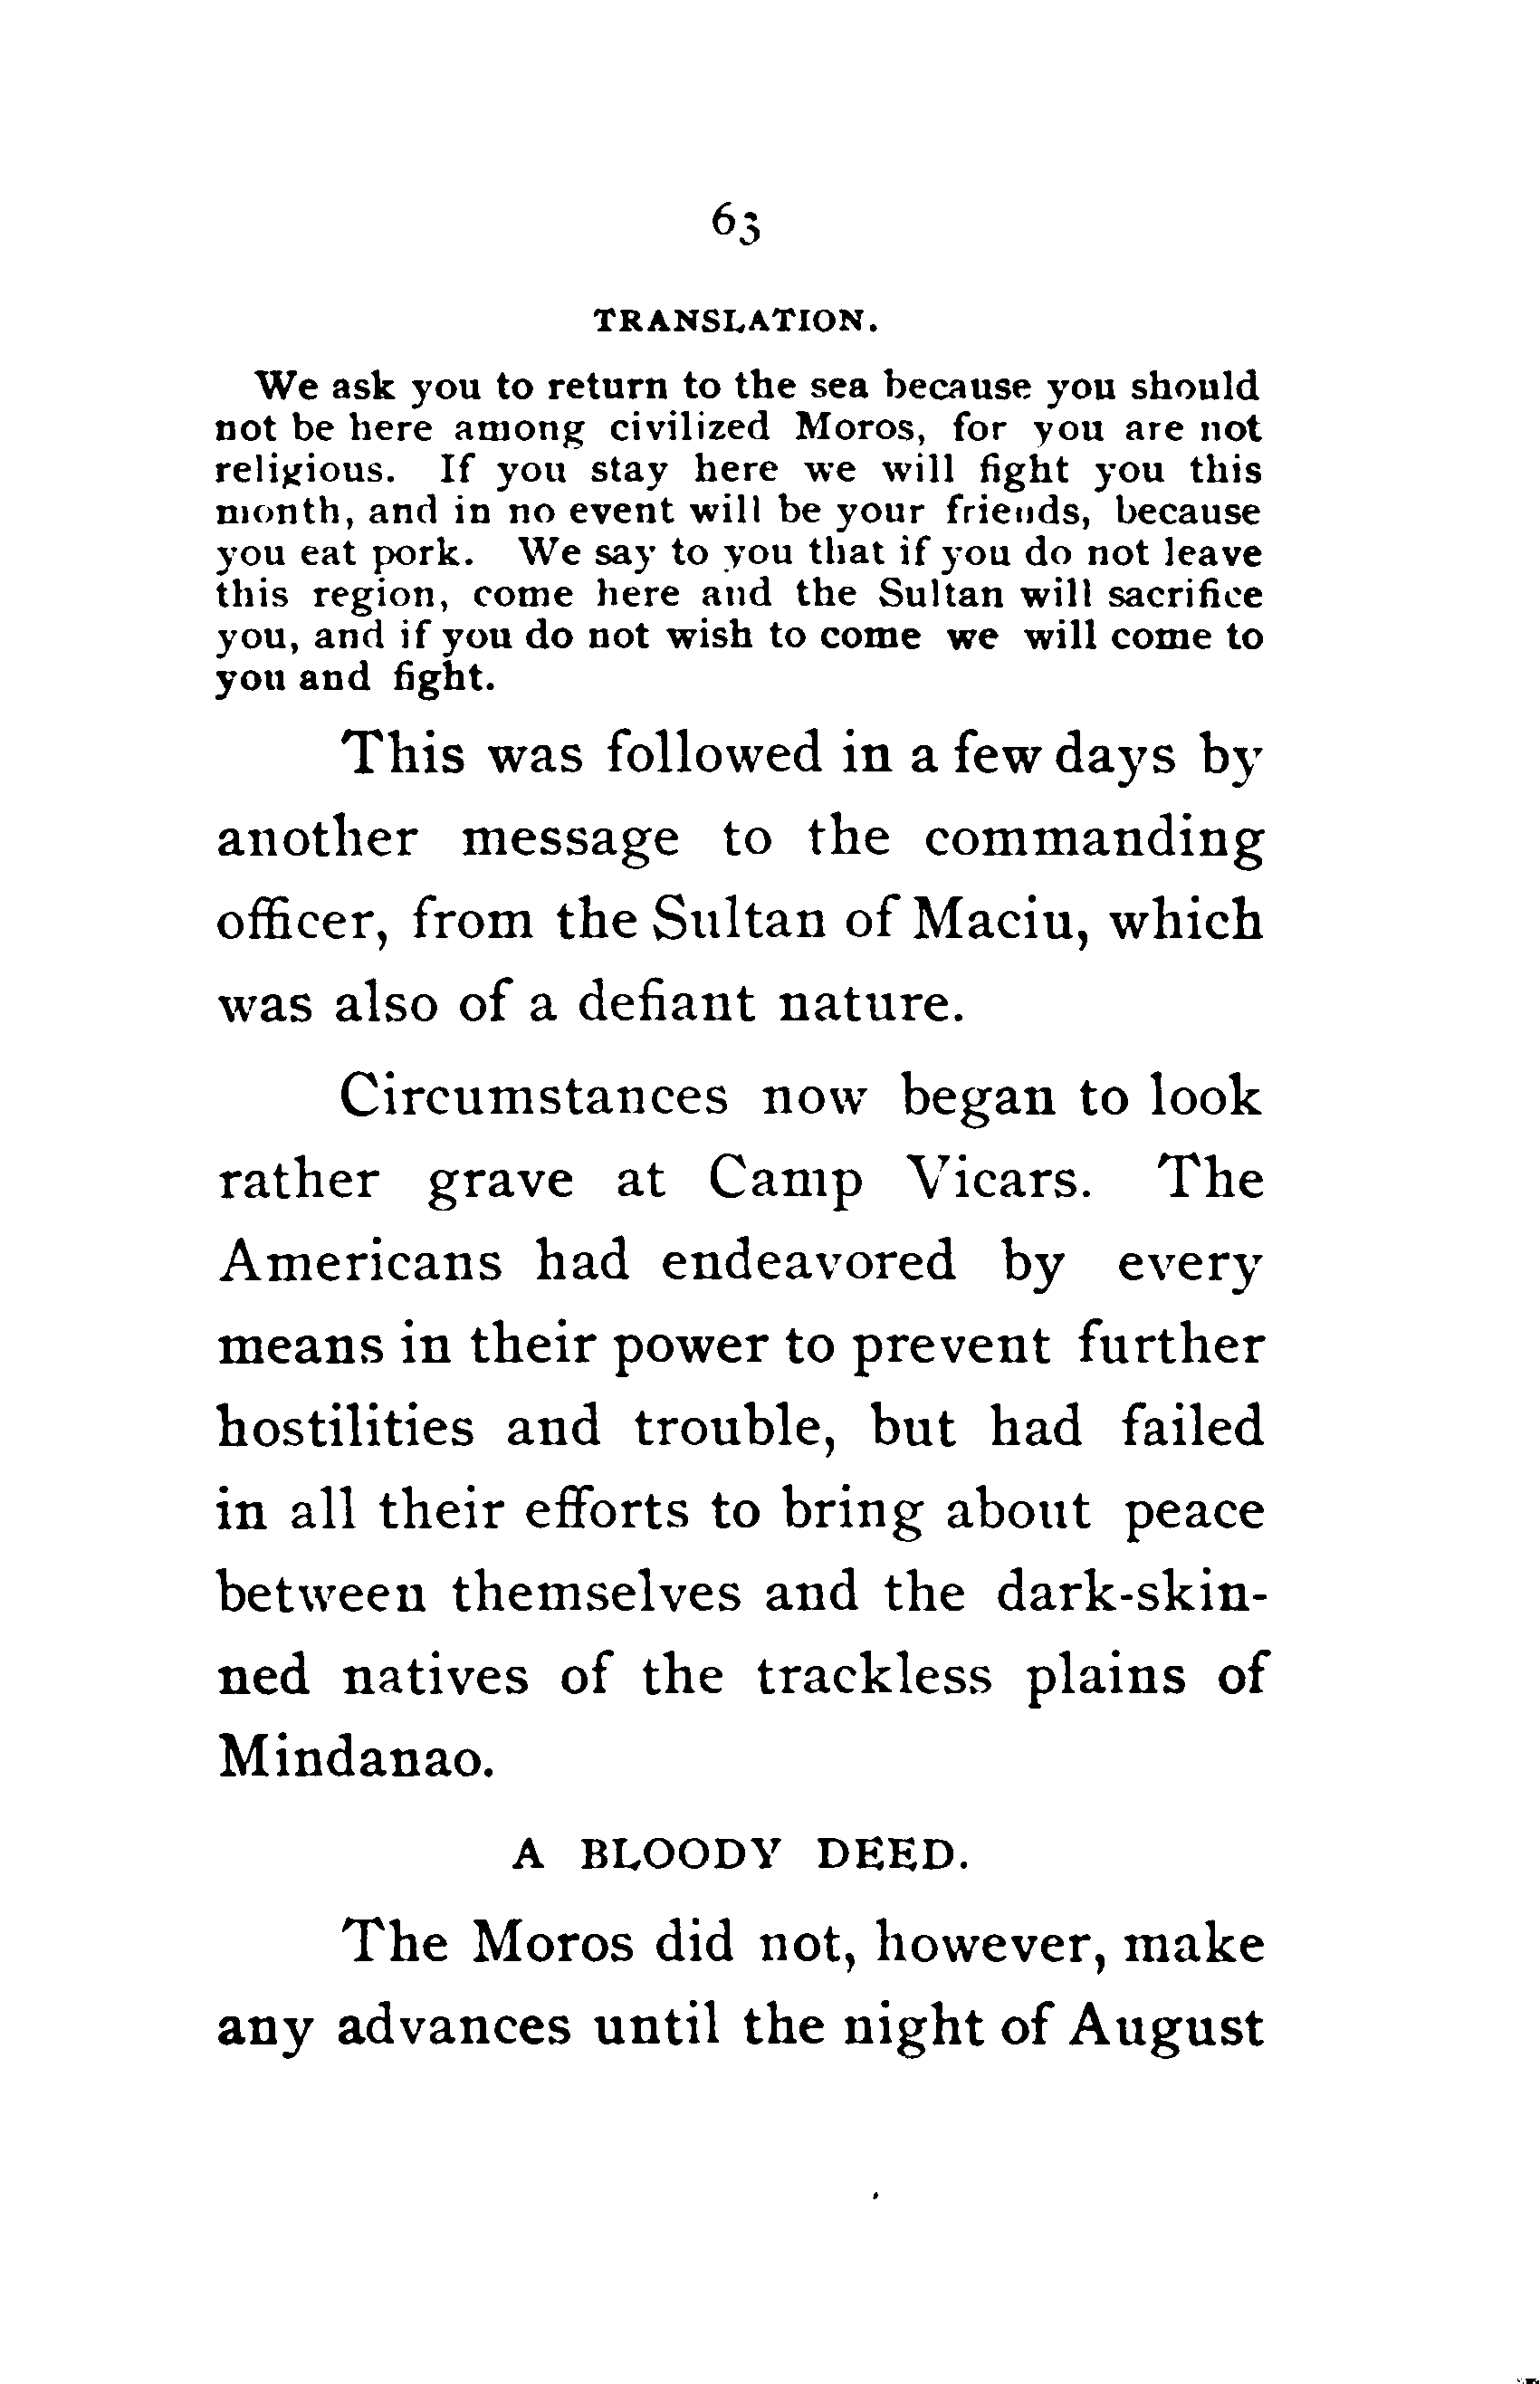 63
TRANSLATION.
We ask you to return to the sea because you should
not be here among civilized Moros, for you are not
religious. If you stay here we will fight you this
month, and in no event will be your friends, because
you eat pork. We say to you that if you do not leave
this region, come here and the Sultan will sacrifice
you, and if you do not wish to come we will come to
you and fight.
This was followed in a few days by
another message to the commanding
officer, from the Sultan of Maciu, which
was also of a defiant nature.
Circumstances now began to look
rather grave at Camp Vicars. The
Americans had endeavored by every
means in their power to prevent further
hostilities and trouble, but had failed
in all their efforts to bring about peace
between themselves and the dark-skin-
ned natives of the trackless plains of
Mindanao.
A BLOODY DEED.
The Moros did not, however, make
any advances until the night of August